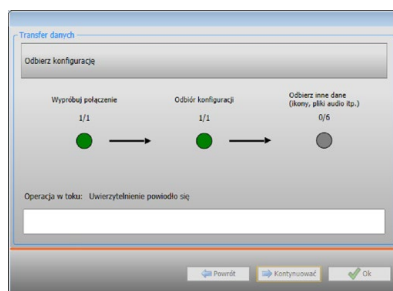 Transfer danych
Odbierz konfigurację
Wypróbuj połączenie
1/1
Odbiór konfiguracji
1/1
Odbierz inne dane
(ikony, pliki audio itp.)
0/6
Operacja w toku: Uwierzytelnienie powiodło się
Powrót
Kontynuować
Ok